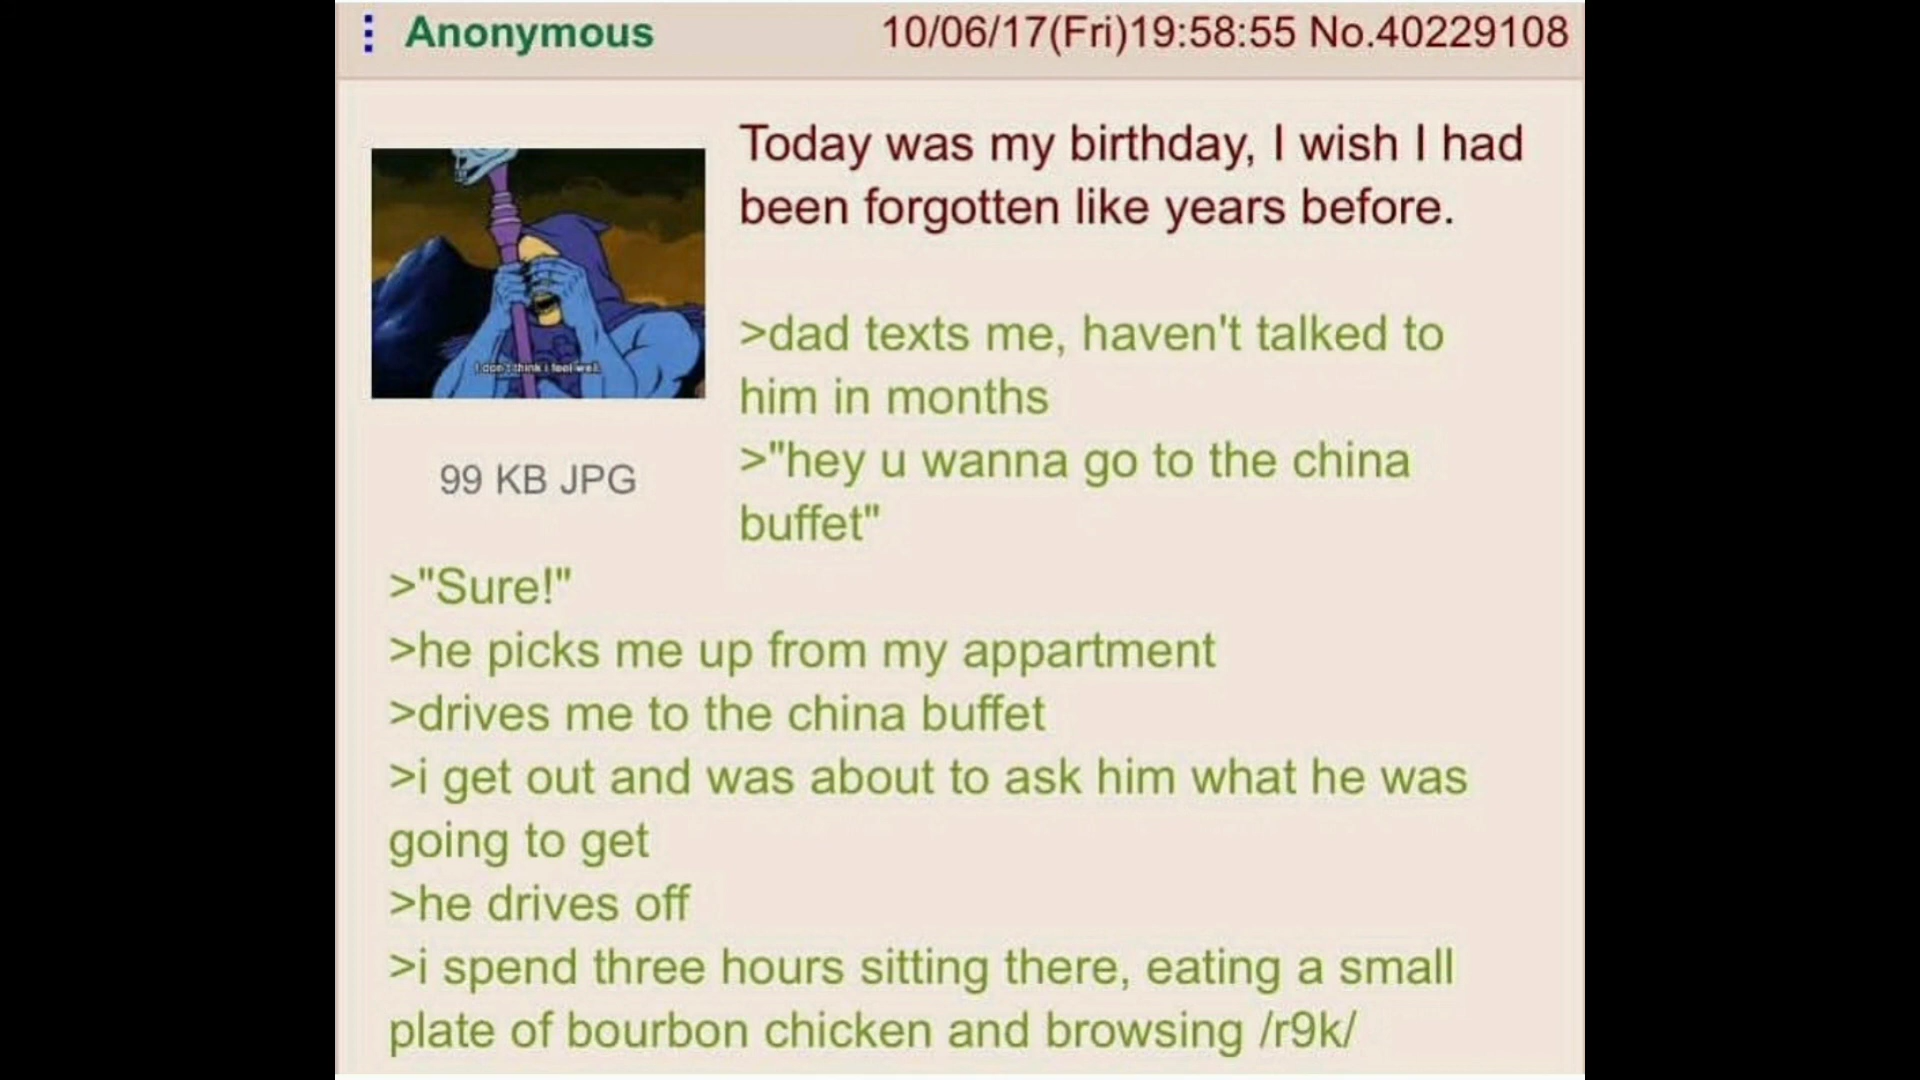 Anonymous 10/06/17(Fri)19:58:55 No.40229108
Today was my birthday, I wish I had
been forgotten like years before.
I don't think i feel well.
99 KB JPG
>dad texts me, haven't talked to
him in months
>"hey u wanna go to the china
buffet"
>"Sure!"
>he picks me up from my appartment
>drives me to the china buffet
>i get out and was about to ask him what he was
going to get
>he drives off
>i spend three hours sitting there, eating a small
plate of bourbon chicken and browsing /r9k/